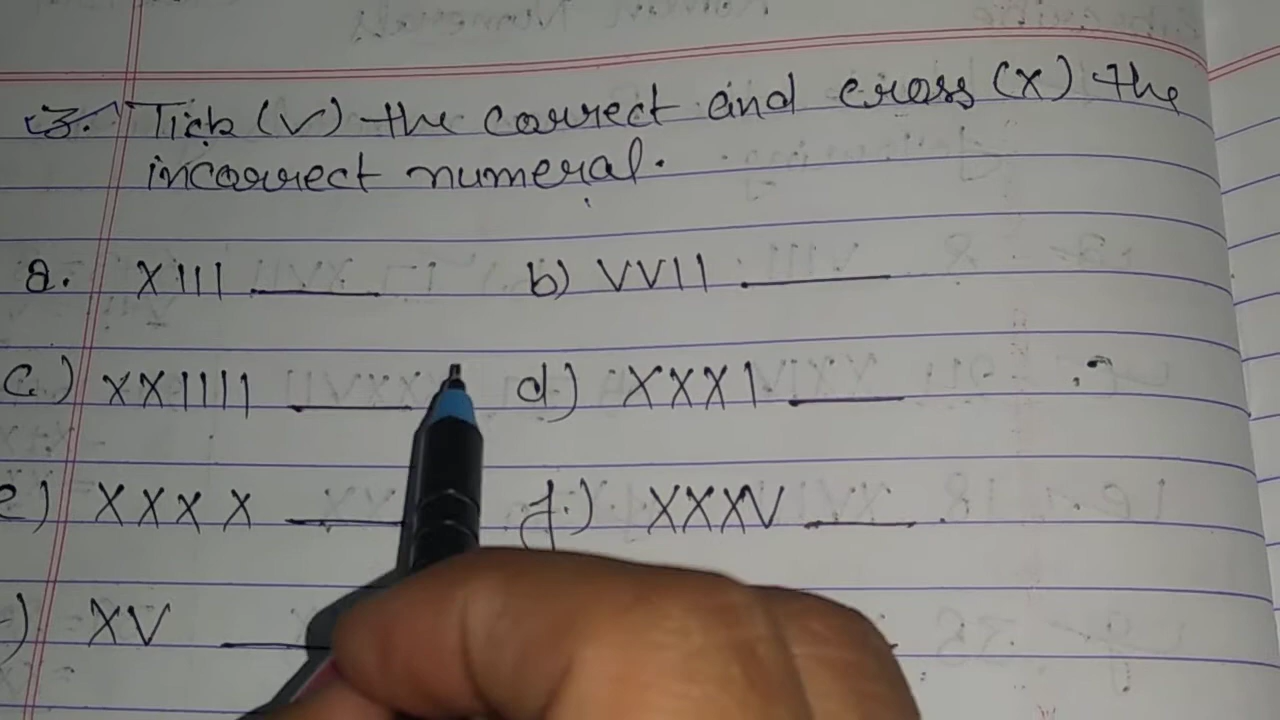 3. Tick (✓) the correct and cross (X) the
incorrect numeral.
a. XIII ____ b) VVII ____
c.) XXIIII ____ d.) XXXI ____
e) XXXX ____ f.) XXXV ____
) XV ____